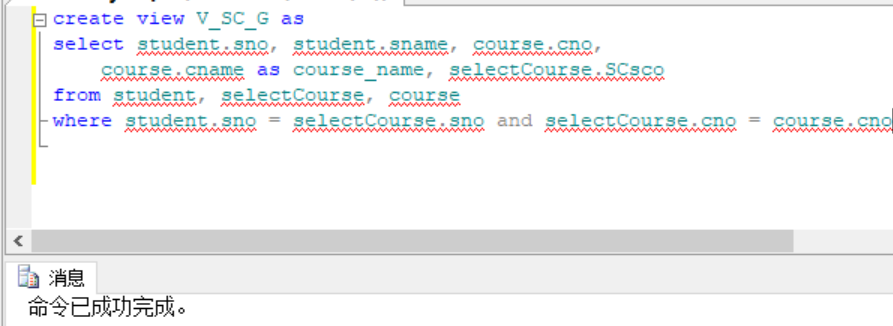 create view V_SC_G as
select student.sno, student.sname, course.cno,
course.cname as course_name, selectCourse.SCsco
from student, selectCourse, course
where student.sno = selectCourse.sno and selectCourse.cno = course.cno
消息
命令已成功完成。